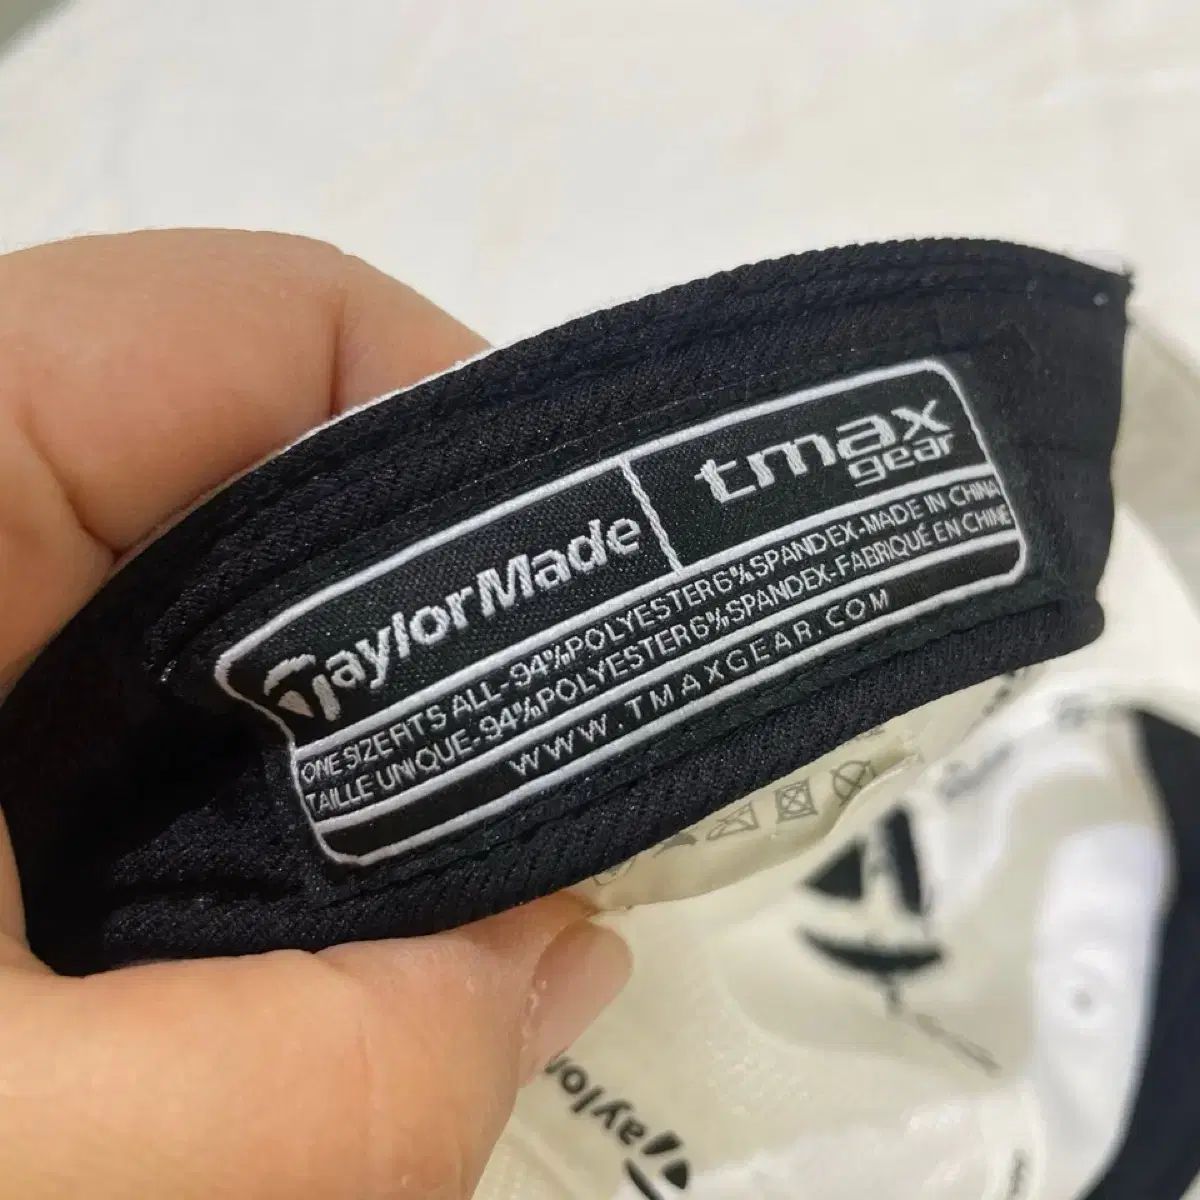 TaylorMade
tmax
gear
ONE SIZE FITS ALL-94%POLYESTER6%SPANDEX-MADE IN CHINA
TAILLE UNIQUE-94%POLYESTER6%SPANDEX-FABRIQUÉ EN CHINE
WWW.TMAXGEAR.COM
Taylor